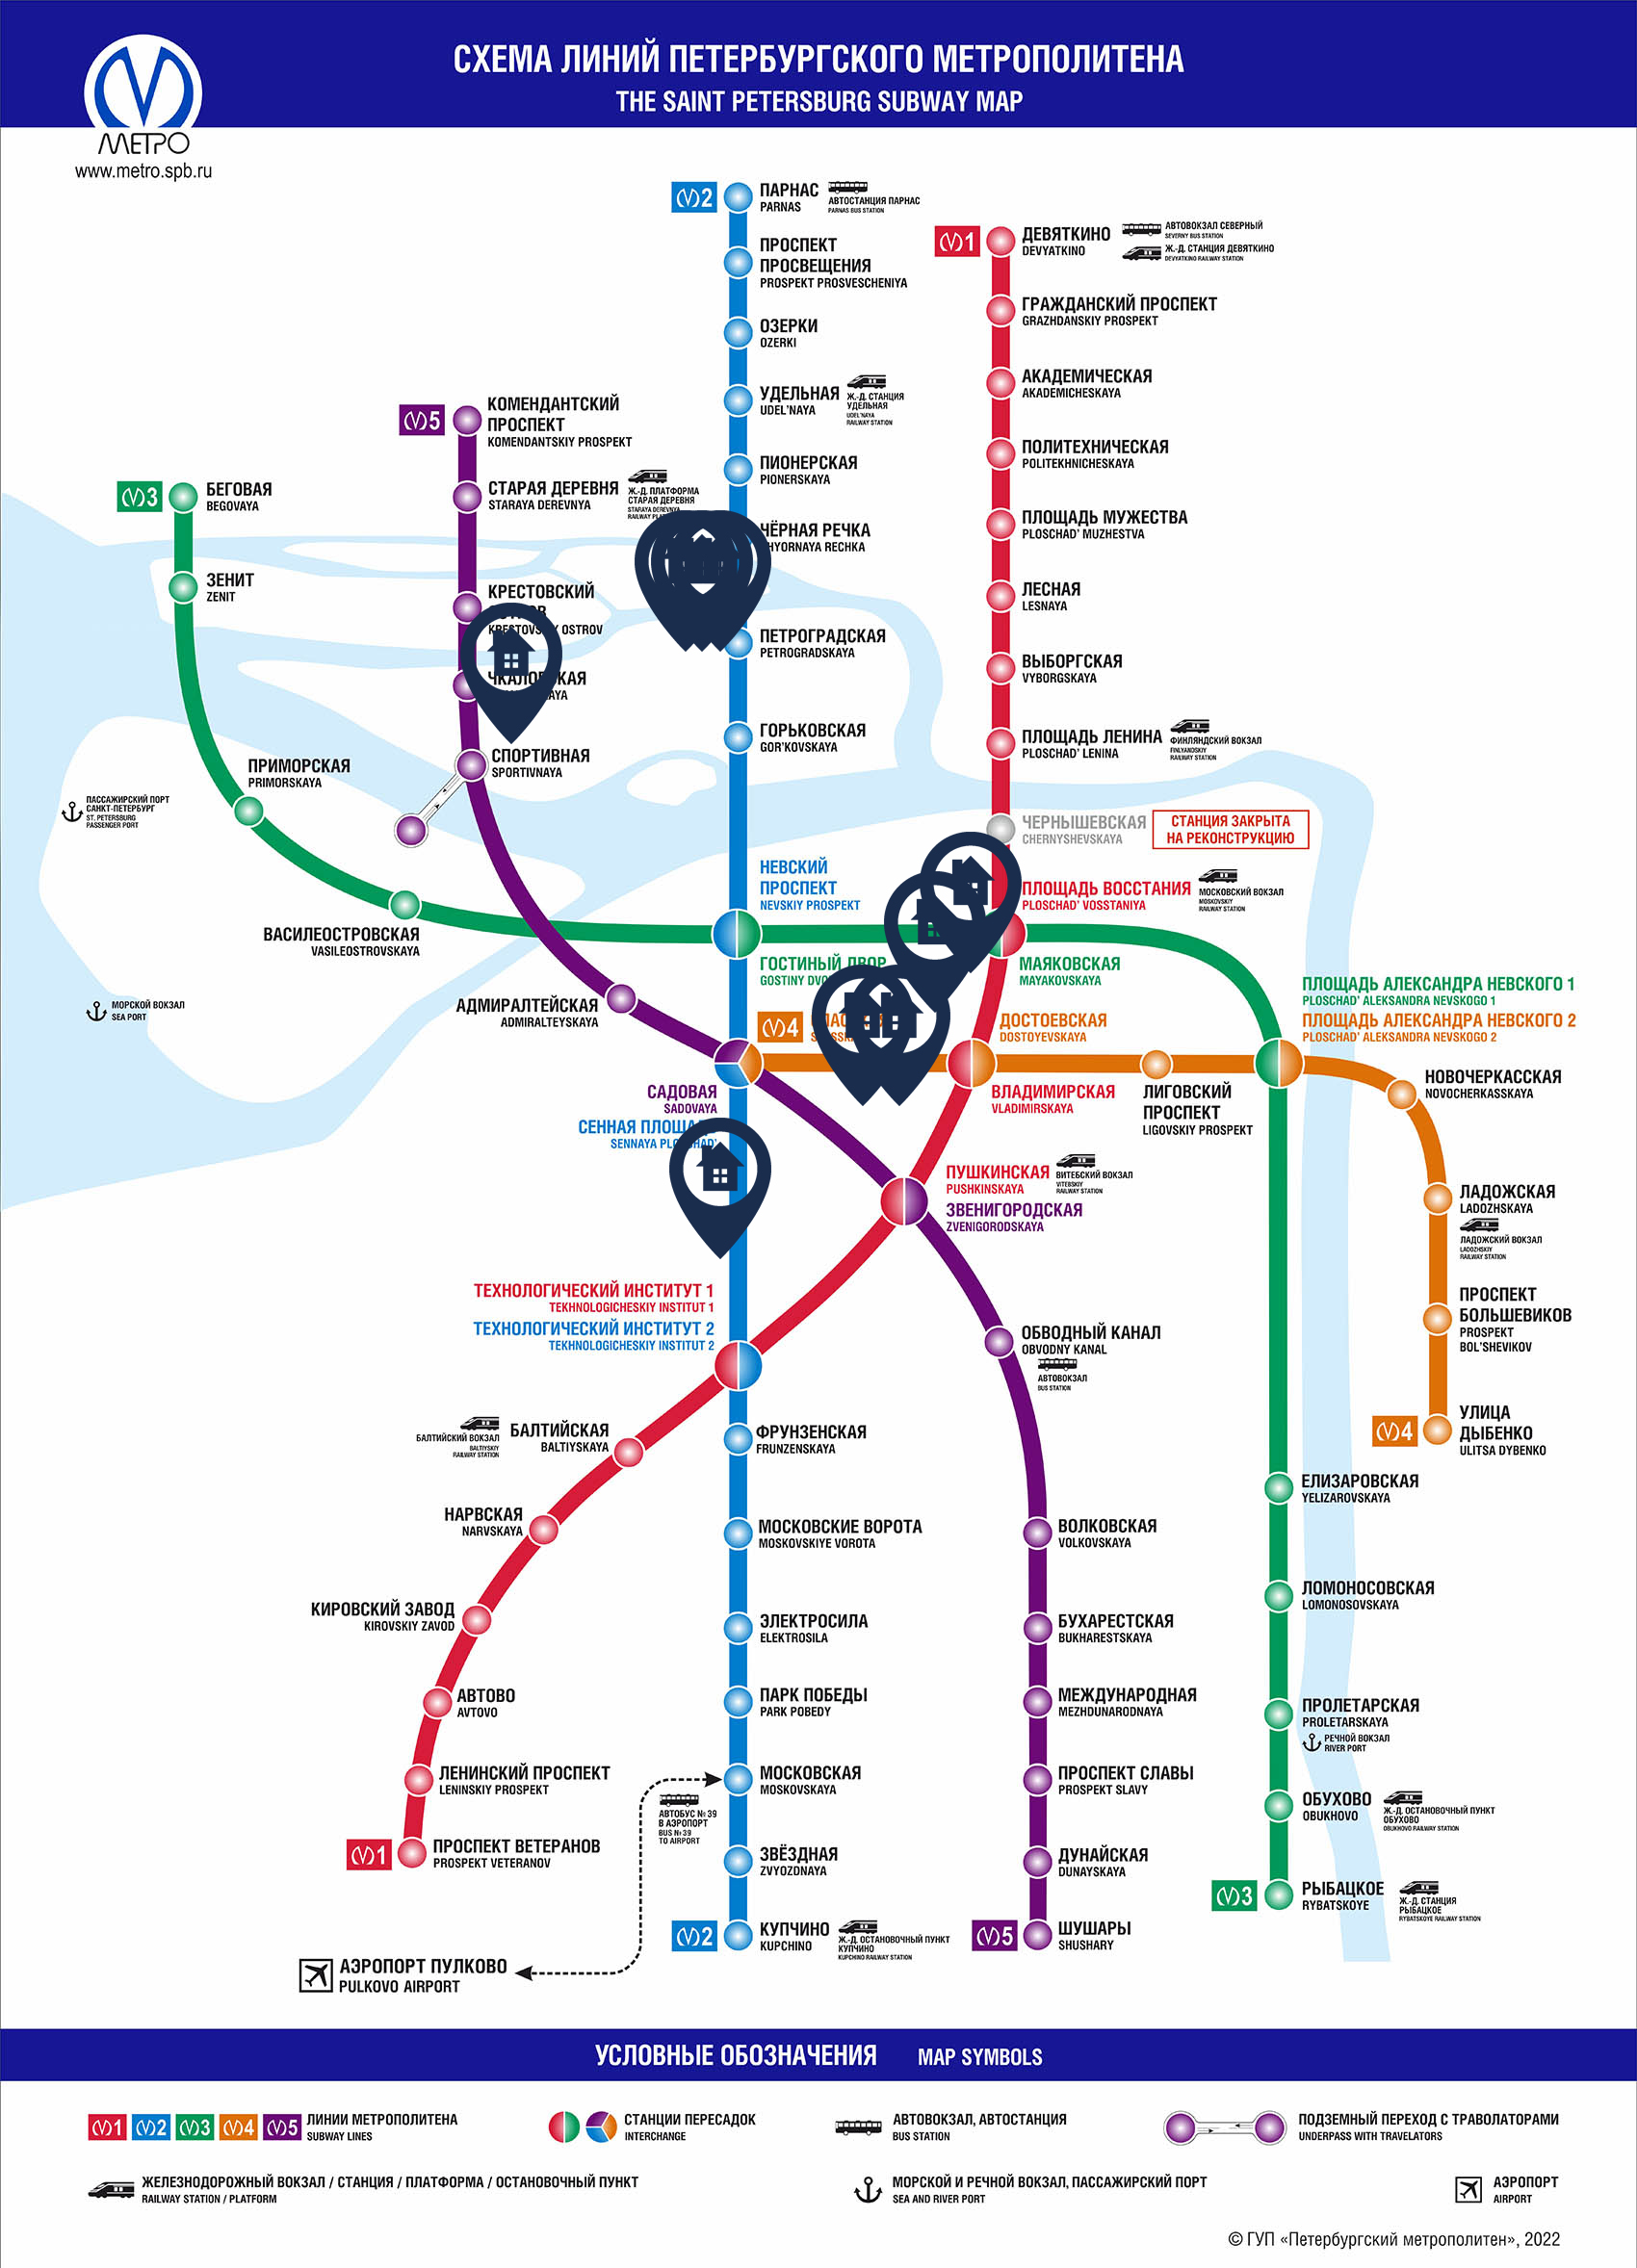 СХЕМА ЛИНИЙ ПЕТЕРБУРГСКОГО МЕТРОПОЛИТЕНА
THE SAINT PETERSBURG SUBWAY MAP
МЕТРО
www.metro.spb.ru
2
ПАРНАС
PARNAS
АВТОСТАНЦИЯ ПАРНАС
PARNAS BUS STATION
ПРОСПЕКТ
ПРОСВЕЩЕНИЯ
PROSPEKT PROSVESCHENIYA
ОЗЕРКИ
OZERKI
УДЕЛЬНАЯ
UDEL'NAYA
Ж.-Д. СТАНЦИЯ
УДЕЛЬНАЯ
UDEL'NAYA
RAILWAY STATION
ПИОНЕРСКАЯ
PIONERSKAYA
ЧЁРНАЯ РЕЧКА
RECHKA
ПЕТРОГРАДСКАЯ
PETROGRADSKAYA
ГОРЬКОВСКАЯ
GOR'KOVSKAYA
НЕВСКИЙ
ПРОСПЕКТ
NEVSKIY PROSPEKT
ГОСТИНЫЙ ДВОР
GOSTINY
1
ДЕВЯТКИНО
DEVYATKINO
АВТОВОКЗАЛ СЕВЕРНЫЙ
SEVERNY BUS STATION
Ж.-Д. СТАНЦИЯ ДЕВЯТКИНО
DEVYATKINO RAILWAY STATION
ГРАЖДАНСКИЙ ПРОСПЕКТ
GRAZHDANSKIY PROSPEKT
АКАДЕМИЧЕСКАЯ
AKADEMICHESKAYA
ПОЛИТЕХНИЧЕСКАЯ
POLITEKHNICHESKAYA
ПЛОЩАДЬ МУЖЕСТВА
PLOSCHAD' MUZHESTVA
ЛЕСНАЯ
LESNAYA
ВЫБОРГСКАЯ
VYBORGSKAYA
ПЛОЩАДЬ ЛЕНИНА
PLOSCHAD' LENINA
ФИНЛЯНДСКИЙ ВОКЗАЛ
FINLYANDSKIY
RAILWAY STATION
ЧЕРНЫШЕВСКАЯ
CHERNYSHEVSKAYA
СТАНЦИЯ ЗАКРЫТА
НА РЕКОНСТРУКЦИЮ
ПЛОЩАДЬ ВОССТАНИЯ
PLOSCHAD' VOSSTANIYA
МОСКОВСКИЙ ВОКЗАЛ
MOSKOVSKIY
RAILWAY STATION
МАЯКОВСКАЯ
MAYAKOVSKAYA
5
КОМЕНДАНТСКИЙ
ПРОСПЕКТ
KOMENDANTSKIY PROSPEKT
СТАРАЯ ДЕРЕВНЯ
STARAYA DEREVNYA
Ж.-Д. ПЛАТФОРМА
СТАРАЯ ДЕРЕВНЯ
STARAYA DEREVNYA
RAILWAY
КРЕСТОВСКИЙ
OSTROV
СПОРТИВНАЯ
SPORTIVNAYA
3
БЕГОВАЯ
BEGOVAYA
ЗЕНИТ
ZENIT
ПРИМОРСКАЯ
PRIMORSKAYA
ПАССАЖИРСКИЙ ПОРТ
САНКТ-ПЕТЕРБУРГ
ST. PETERSBURG
PASSENGER PORT
ВАСИЛЕОСТРОВСКАЯ
VASILEOSTROVSKAYA
МОРСКОЙ ВОКЗАЛ
SEA PORT
АДМИРАЛТЕЙСКАЯ
ADMIRALTEYSKAYA
4
ДОСТОЕВСКАЯ
DOSTOYEVSKAYA
ПЛОЩАДЬ АЛЕКСАНДРА НЕВСКОГО 1
PLOSCHAD' ALEKSANDRA NEVSKOGO 1
ПЛОЩАДЬ АЛЕКСАНДРА НЕВСКОГО 2
PLOSCHAD' ALEKSANDRA NEVSKOGO 2
САДОВАЯ
SADOVAYA
СЕННАЯ
SENNAYA
ВЛАДИМИРСКАЯ
VLADIMIRSKAYA
ЛИГОВСКИЙ
ПРОСПЕКТ
LIGOVSKIY PROSPEKT
НОВОЧЕРКАССКАЯ
NOVOCHERKASSKAYA
ПУШКИНСКАЯ
PUSHKINSKAYA
ВИТЕБСКИЙ ВОКЗАЛ
VITEBSKIY
RAILWAY STATION
ЗВЕНИГОРОДСКАЯ
ZVENIGORODSKAYA
ЛАДОЖСКАЯ
LADOZHSKAYA
ЛАДОЖСКИЙ ВОКЗАЛ
LADOZHSKIY
RAILWAY STATION
ПРОСПЕКТ
БОЛЬШЕВИКОВ
PROSPEKT
BOL'SHEVIKOV
4
УЛИЦА
ДЫБЕНКО
ULITSA DYBENKO
ТЕХНОЛОГИЧЕСКИЙ ИНСТИТУТ 1
TEKHNOLOGICHESKIY INSTITUT 1
ТЕХНОЛОГИЧЕСКИЙ ИНСТИТУТ 2
TEKHNOLOGICHESKIY INSTITUT 2
ОБВОДНЫЙ КАНАЛ
OBVODNY KANAL
АВТОВОКЗАЛ
BUS STATION
БАЛТИЙСКАЯ
BALTIYSKAYA
БАЛТИЙСКИЙ ВОКЗАЛ
BALTIYSKIY
RAILWAY STATION
ФРУНЗЕНСКАЯ
FRUNZENSKAYA
НАРВСКАЯ
NARVSKAYA
МОСКОВСКИЕ ВОРОТА
MOSKOVSKIYE VOROTA
ВОЛКОВСКАЯ
VOLKOVSKAYA
ЕЛИЗАРОВСКАЯ
YELIZAROVSKAYA
КИРОВСКИЙ ЗАВОД
KIROVSKIY ZAVOD
ЭЛЕКТРОСИЛА
ELEKTROSILA
БУХАРЕСТСКАЯ
BUKHARESTSKAYA
ЛОМОНОСОВСКАЯ
LOMONOSOVSKAYA
АВТОВО
AVTOVO
ПАРК ПОБЕДЫ
PARK POBEDY
МЕЖДУНАРОДНАЯ
MEZHDUNARODNAYA
ПРОЛЕТАРСКАЯ
PROLETARSKAYA
РЕЧНОЙ ВОКЗАЛ
RIVER PORT
ЛЕНИНСКИЙ ПРОСПЕКТ
LENINSKIY PROSPEKT
МОСКОВСКАЯ
MOSKOVSKAYA
АВТОБУС № 39
В АЭРОПОРТ
BUS № 39
TO AIRPORT
ПРОСПЕКТ СЛАВЫ
PROSPEKT SLAVY
ОБУХОВО
OBUKHOVO
Ж.-Д. ОСТАНОВОЧНЫЙ ПУНКТ
ОБУХОВО
OBUKHOVO RAILWAY STATION
1
ПРОСПЕКТ ВЕТЕРАНОВ
PROSPEKT VETERANOV
ЗВЁЗДНАЯ
ZVYOZDNAYA
ДУНАЙСКАЯ
DUNAYSKAYA
3
РЫБАЦКОЕ
RYBATSKOYE
Ж.-Д. СТАНЦИЯ
РЫБАЦКОЕ
RYBATSKOYE RAILWAY STATION
2
КУПЧИНО
KUPCHINO
Ж.-Д. ОСТАНОВОЧНЫЙ ПУНКТ
КУПЧИНО
KUPCHINO RAILWAY STATION
5
ШУШАРЫ
SHUSHARY
АЭРОПОРТ ПУЛКОВО
PULKOVO AIRPORT
УСЛОВНЫЕ ОБОЗНАЧЕНИЯ MAP SYMBOLS
1 2 3 4 5
ЛИНИИ МЕТРОПОЛИТЕНА
SUBWAY LINES
СТАНЦИИ ПЕРЕСАДОК
INTERCHANGE
АВТОВОКЗАЛ, АВТОСТАНЦИЯ
BUS STATION
ПОДЗЕМНЫЙ ПЕРЕХОД С ТРАВОЛАТОРАМИ
UNDERPASS WITH TRAVELATORS
ЖЕЛЕЗНОДОРОЖНЫЙ ВОКЗАЛ / СТАНЦИЯ / ПЛАТФОРМА / ОСТАНОВОЧНЫЙ ПУНКТ
RAILWAY STATION / PLATFORM
МОРСКОЙ И РЕЧНОЙ ВОКЗАЛ, ПАССАЖИРСКИЙ ПОРТ
SEA AND RIVER PORT
АЭРОПОРТ
AIRPORT
© ГУП «Петербургский метрополитен», 2022